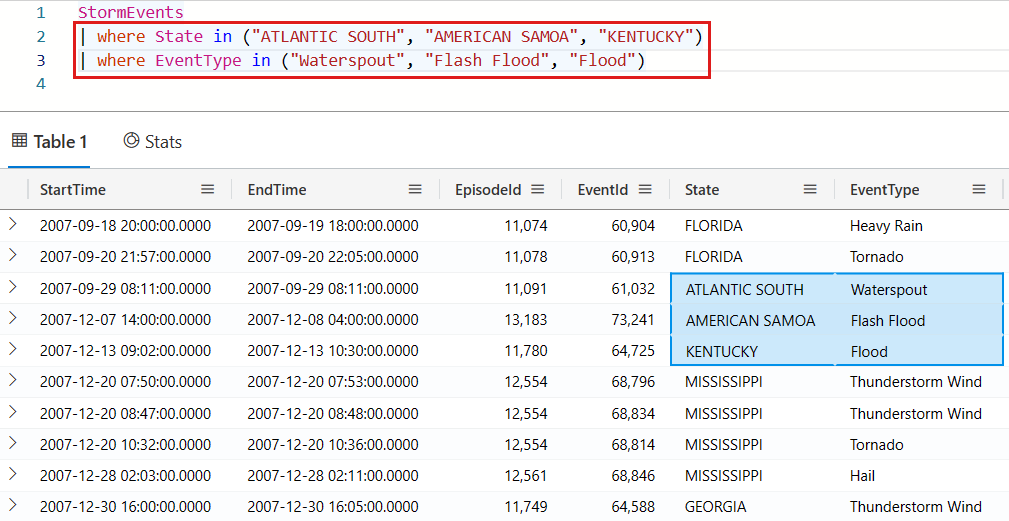 1 StormEvents
2 | where State in ("ATLANTIC SOUTH", "AMERICAN SAMOA", "KENTUCKY")
3 | where EventType in ("Waterspout", "Flash Flood", "Flood")
4
Table 1 Stats
StartTime EndTime EpisodeId EventId State EventType
2007-09-18 20:00:00.0000 2007-09-19 18:00:00.0000 11,074 60,904 FLORIDA Heavy Rain
2007-09-20 21:57:00.0000 2007-09-20 22:05:00.0000 11,078 60,913 FLORIDA Tornado
2007-09-29 08:11:00.0000 2007-09-29 08:11:00.0000 11,091 61,032 ATLANTIC SOUTH Waterspout
2007-12-07 14:00:00.0000 2007-12-08 04:00:00.0000 13,183 73,241 AMERICAN SAMOA Flash Flood
2007-12-13 09:02:00.0000 2007-12-13 10:30:00.0000 11,780 64,725 KENTUCKY Flood
2007-12-20 07:50:00.0000 2007-12-20 07:53:00.0000 12,554 68,796 MISSISSIPPI Thunderstorm Wind
2007-12-20 08:47:00.0000 2007-12-20 08:48:00.0000 12,554 68,834 MISSISSIPPI Thunderstorm Wind
2007-12-20 10:32:00.0000 2007-12-20 10:36:00.0000 12,554 68,814 MISSISSIPPI Tornado
2007-12-28 02:03:00.0000 2007-12-28 02:11:00.0000 12,561 68,846 MISSISSIPPI Hail
2007-12-30 16:00:00.0000 2007-12-30 16:05:00.0000 11,749 64,588 GEORGIA Thunderstorm Wind